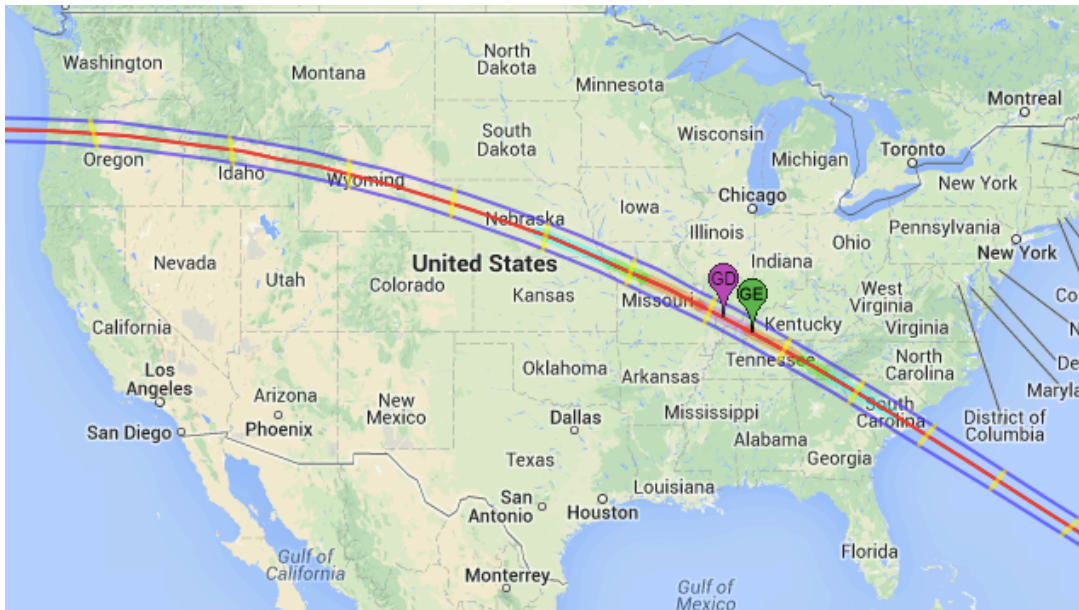 Washington
North
Dakota
Montana
Minnesota
Montreal
South
Dakota
Wisconsin
Michigan
Toronto
Oregon
Idaho
Wyoming
New York
Chicago
Iowa
Nebraska
Illinois
Pennsylvania
New York
Ohio
Indiana
Nevada
Utah
Colorado
United States
Kansas
Missouri
GD
GE
West
Virginia
Co
California
Kentucky
Virginia
N
Tennessee
De
Los
Angeles
Arizona
Phoenix
New
Mexico
Oklahoma
Arkansas
North
Carolina
Maryla
San Diego
Dallas
Mississippi
South
Carolina
District of
Columbia
Alabama
Georgia
Texas
Louisiana
San
Antonio
Houston
Florida
Gulf of
California
Monterrey
Gulf of
Mexico